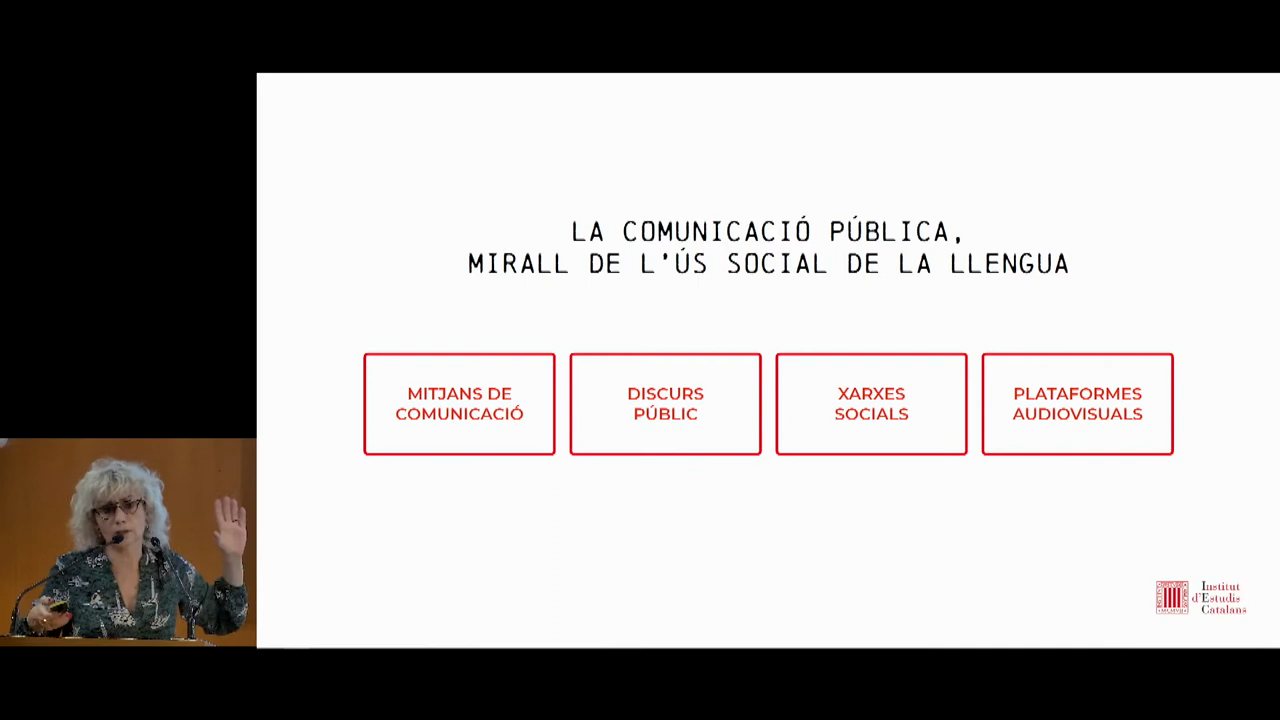 LA COMUNICACIÓ PÚBLICA,
MIRALL DE L'ÚS SOCIAL DE LA LLENGUA
MITJANS DE
COMUNICACIÓ
DISCURS
PÚBLIC
XARXES
SOCIALS
PLATAFORMES
AUDIOVISUALS
Institut
d'Estudis
Catalans